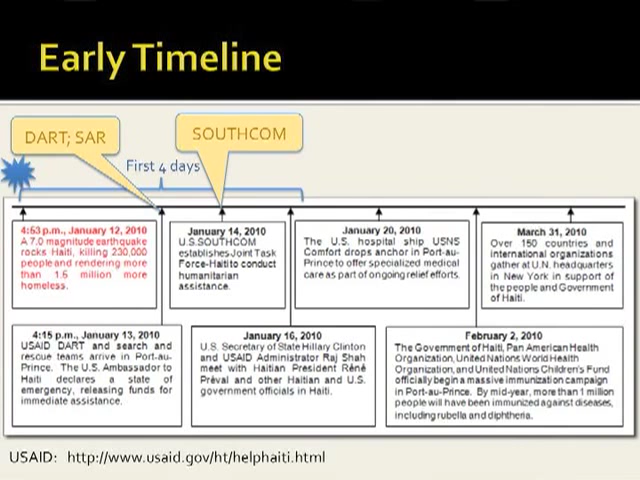 Early Timeline
DART; SAR
SOUTHCOM
First 4 days
4:53 p.m., January 12, 2010
A 7.0 magnitude earthquake
rocks Haiti, killing 230,000
people and rendering more
than 1.5 million more
homeless.
January 14, 2010
U.S.SOUTHCOM
establishes Joint Task
Force-Haiti to conduct
humanitarian
assistance.
January 20, 2010
The U.S. hospital ship USNS
Comfort drops anchor in Port-au-
Prince to offer specialized medical
care as part of ongoing relief efforts.
March 31, 2010
Over 150 countries and
international organizations
gather at U.N. headquarters
in New York in support of
the people and Government
of Haiti.
4:15 p.m., January 13, 2010
USAID DART and search and
rescue teams arrive in Port-au-
Prince. The U.S. Ambassador to
Haiti declares a state of
emergency, releasing funds for
immediate assistance.
January 16, 2010
U.S. Secretary of State Hillary Clinton
and USAID Administrator Raj Shah
meet with Haitian President Réné
Préval and other Haitian and U.S.
government officials in Haiti.
February 2, 2010
The Government of Haiti, Pan American Health
Organization, United Nations World Health
Organization, and United Nations Children's Fund
officially begin a massive immunization campaign
in Port-au-Prince. By mid-year, more than 1 million
people will have been immunized against diseases,
including rubella and diphtheria.
USAID: http://www.usaid.gov/ht/helphaiti.html